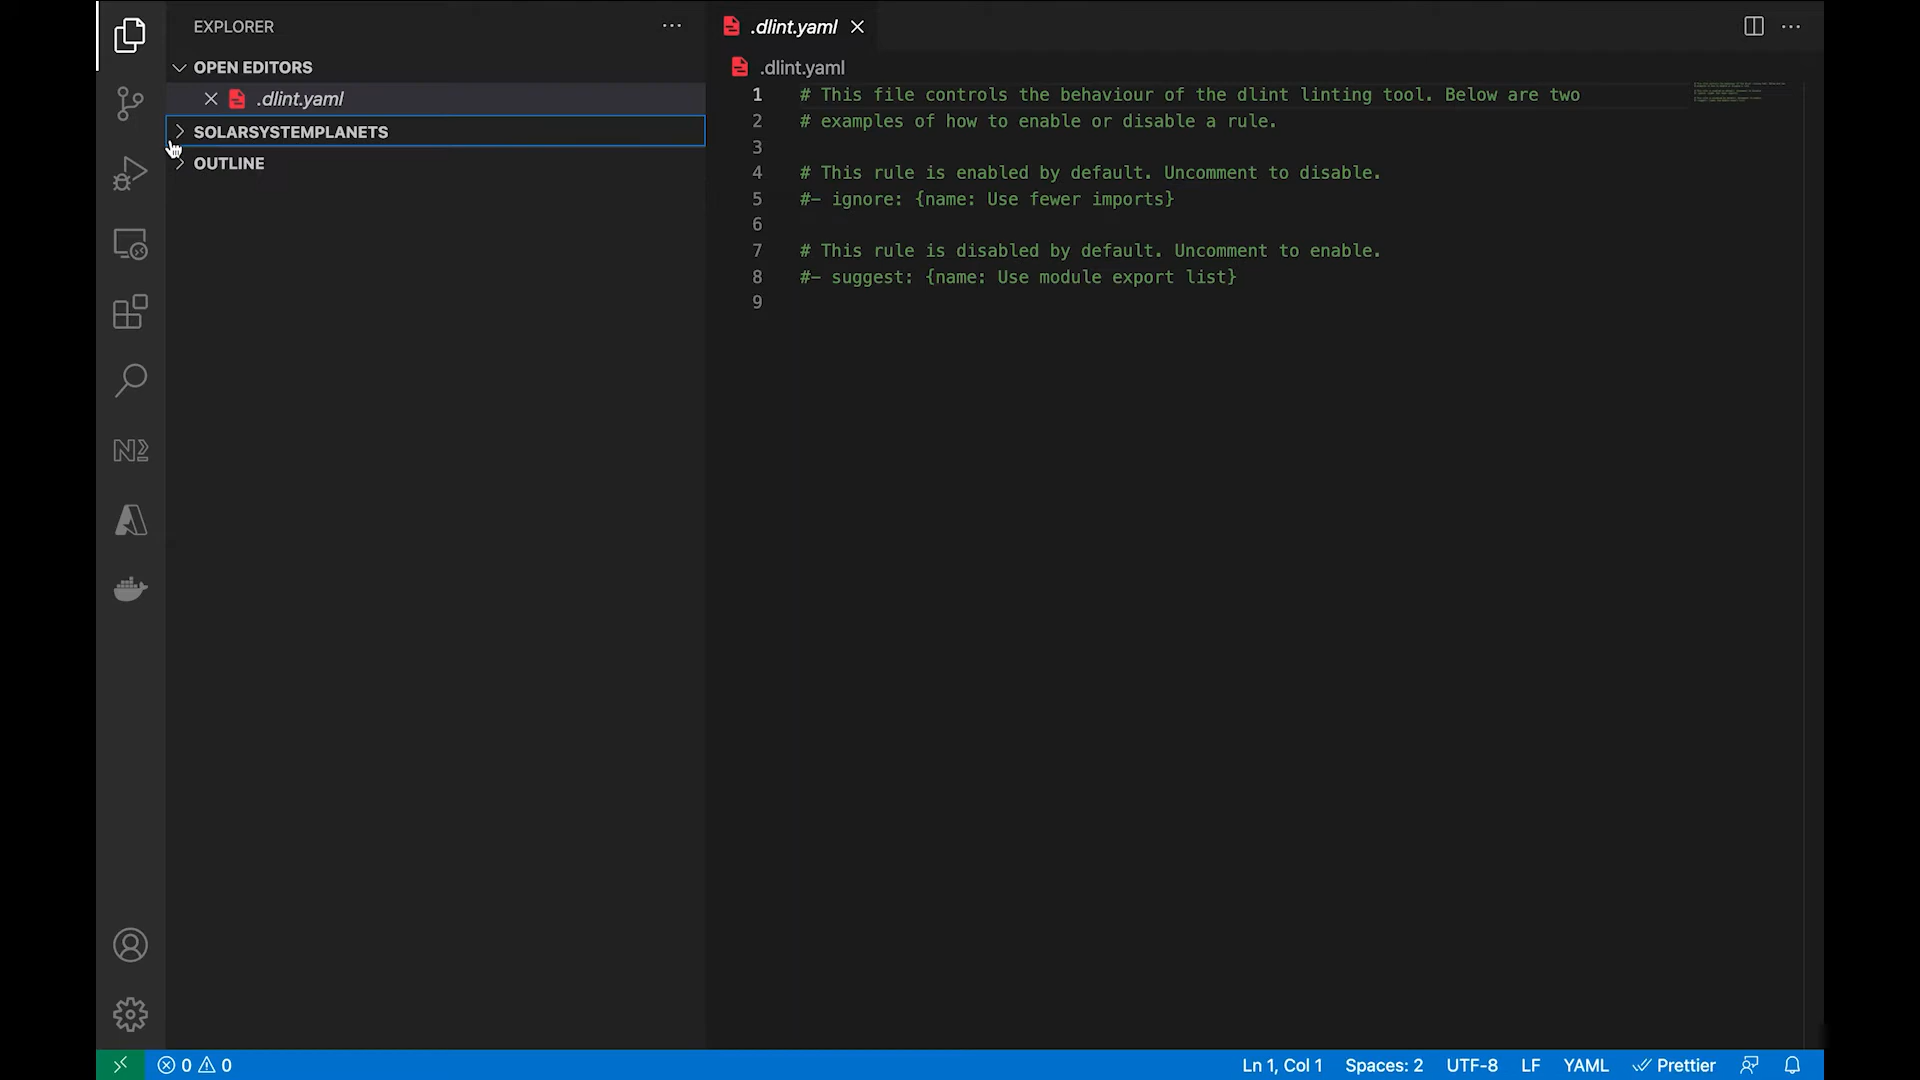 EXPLORER
OPEN EDITORS
.dlint.yaml
SOLARSYSTEMPLANETS
OUTLINE
.dlint.yaml
.dlint.yaml
1 # This file controls the behaviour of the dlint linting tool. Below are two
2 # examples of how to enable or disable a rule.
3
4 # This rule is enabled by default. Uncomment to disable.
5 #- ignore: {name: Use fewer imports}
6
7 # This rule is disabled by default. Uncomment to enable.
8 #- suggest: {name: Use module export list}
9
0 0 Ln 1, Col 1 Spaces: 2 UTF-8 LF YAML Prettier